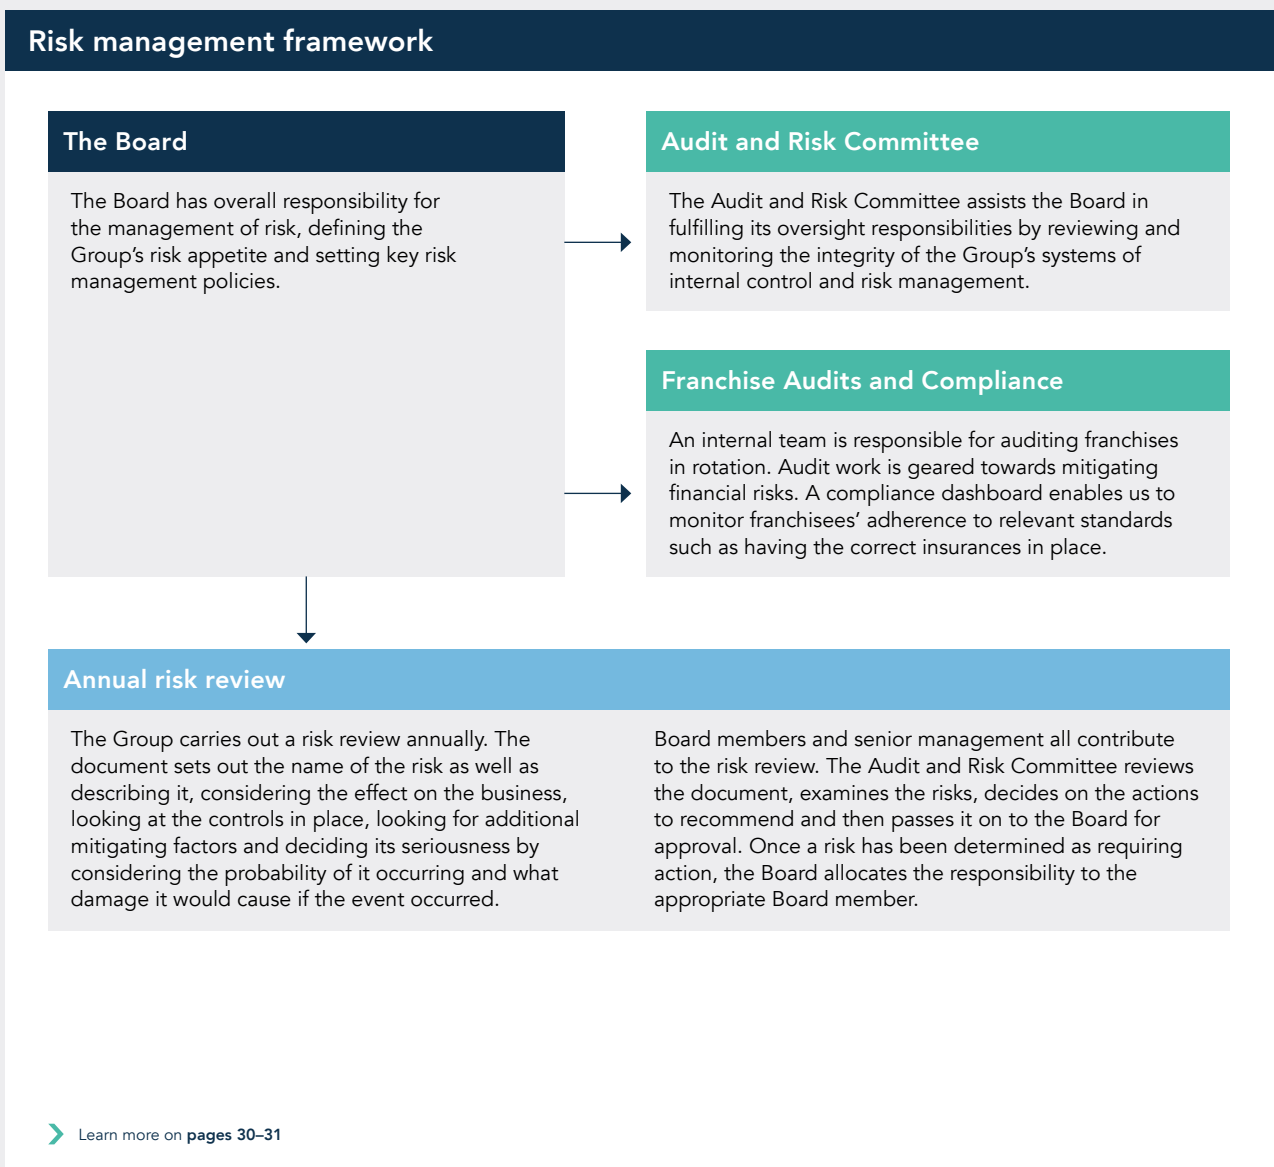 Risk management framework
The Board
The Board has overall responsibility for
the management of risk, defining the
Group’s risk appetite and setting key risk
management policies.
Audit and Risk Committee
The Audit and Risk Committee assists the Board in
fulfilling its oversight responsibilities by reviewing and
monitoring the integrity of the Group’s systems of
internal control and risk management.
Franchise Audits and Compliance
An internal team is responsible for auditing franchises
in rotation. Audit work is geared towards mitigating
financial risks. A compliance dashboard enables us to
monitor franchisees’ adherence to relevant standards
such as having the correct insurances in place.
Annual risk review
The Group carries out a risk review annually. The
document sets out the name of the risk as well as
describing it, considering the effect on the business,
looking at the controls in place, looking for additional
mitigating factors and deciding its seriousness by
considering the probability of it occurring and what
damage it would cause if the event occurred.
Board members and senior management all contribute
to the risk review. The Audit and Risk Committee reviews
the document, examines the risks, decides on the actions
to recommend and then passes it on to the Board for
approval. Once a risk has been determined as requiring
action, the Board allocates the responsibility to the
appropriate Board member.
Learn more on pages 30–31